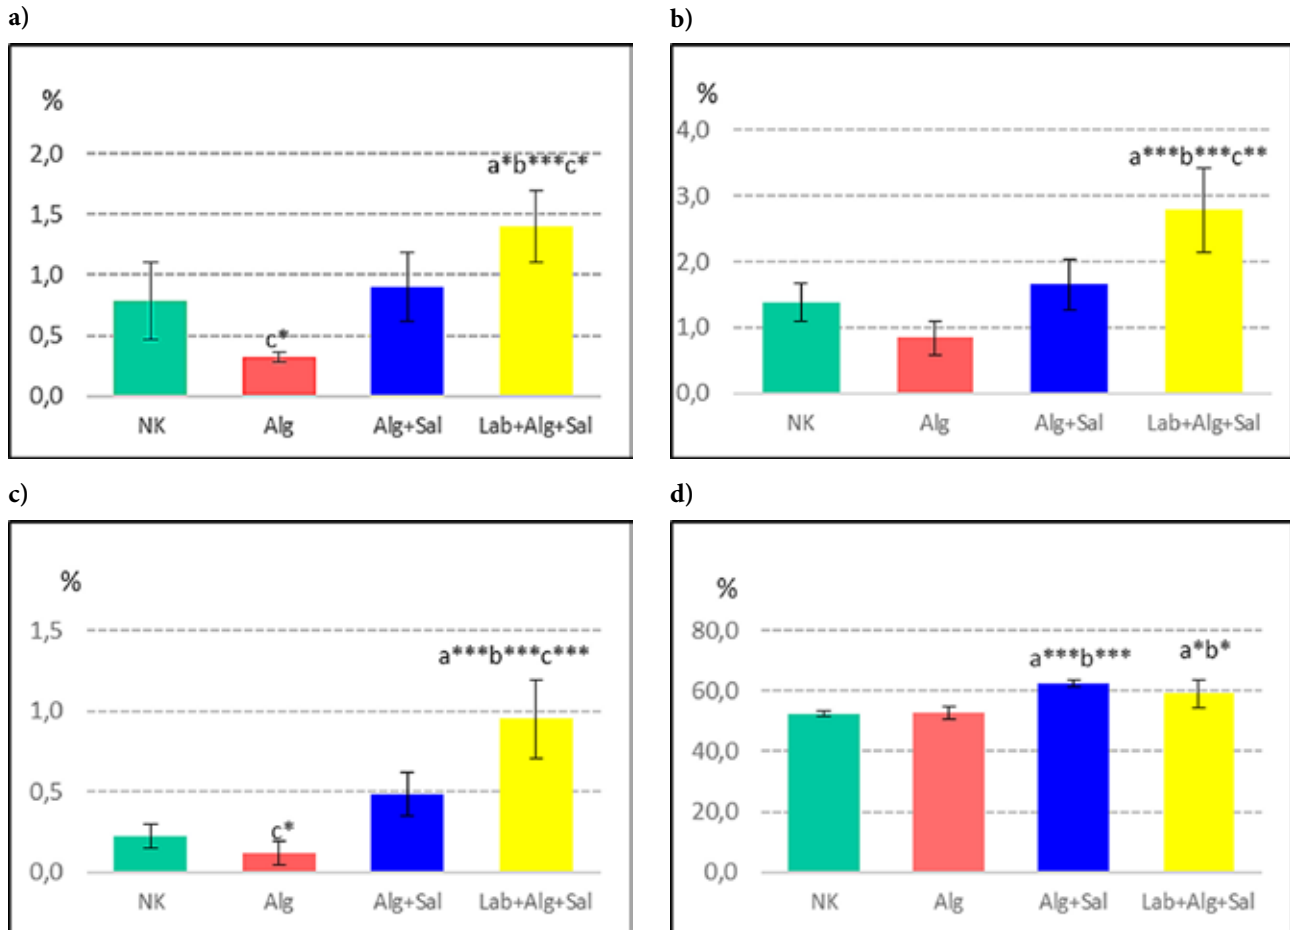 a)
%
2,0
a*b***c*
1,5
1,0
0,5
c*
0,0
NK Alg Alg+Sal Lab+Alg+Sal
b)
%
4,0
a***b***c**
3,0
2,0
1,0
0,0
NK Alg Alg+Sal Lab+Alg+Sal
c)
%
1,5
a***b***c***
1,0
0,5
c*
0,0
NK Alg Alg+Sal Lab+Alg+Sal
d)
%
80,0
a***b*** a*b*
60,0
40,0
20,0
0,0
NK Alg Alg+Sal Lab+Alg+Sal